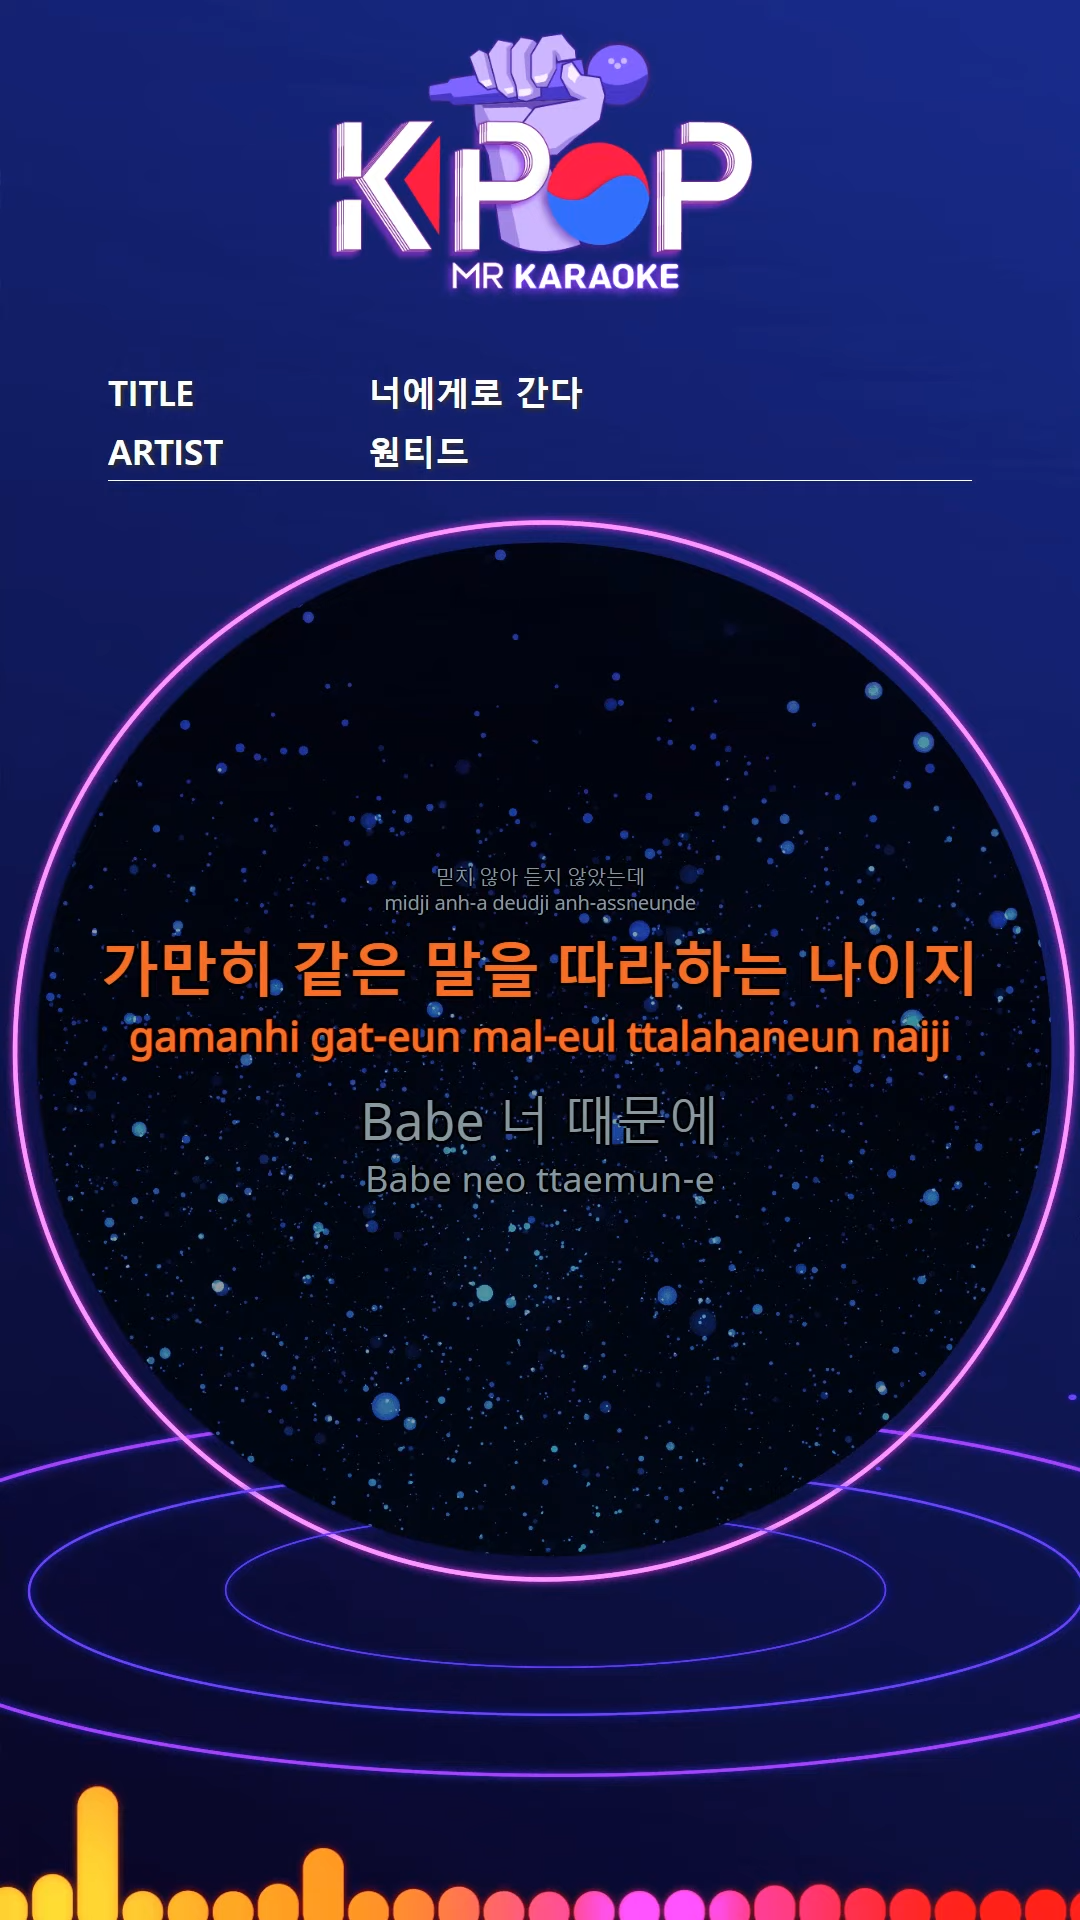 KPOP
MR KARAOKE
TITLE 너에게로 간다
ARTIST 원티드
믿지 않아 듣지 않았는데
midji anh-a deudji anh-assneunde
가만히 같은 말을 따라하는 나이지
gamanhi gat-eun mal-eul ttalahaneun naiji
Babe 너 때문에
Babe neo ttaemun-e